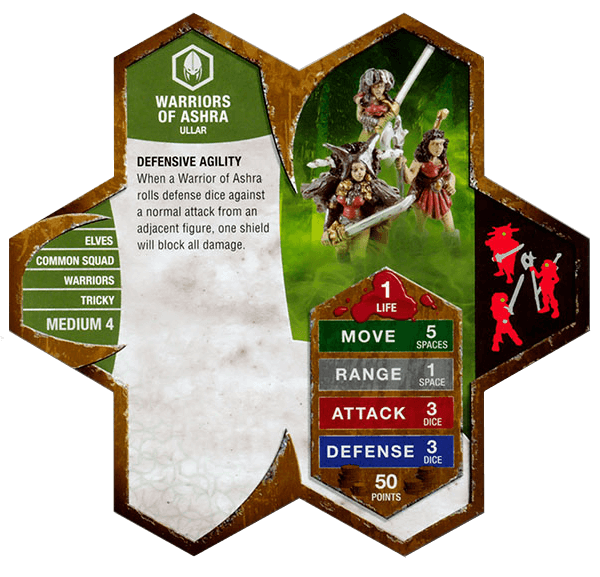 WARRIORS
OF ASHRA
ULLAR
DEFENSIVE AGILITY
When a Warrior of Ashra
rolls defense dice against
a normal attack from an
adjacent figure, one shield
will block all damage.
ELVES
COMMON SQUAD
WARRIORS
TRICKY
MEDIUM 4
1
LIFE
MOVE 5
SPACES
RANGE 1
SPACE
ATTACK 3
DICE
DEFENSE 3
DICE
50
POINTS